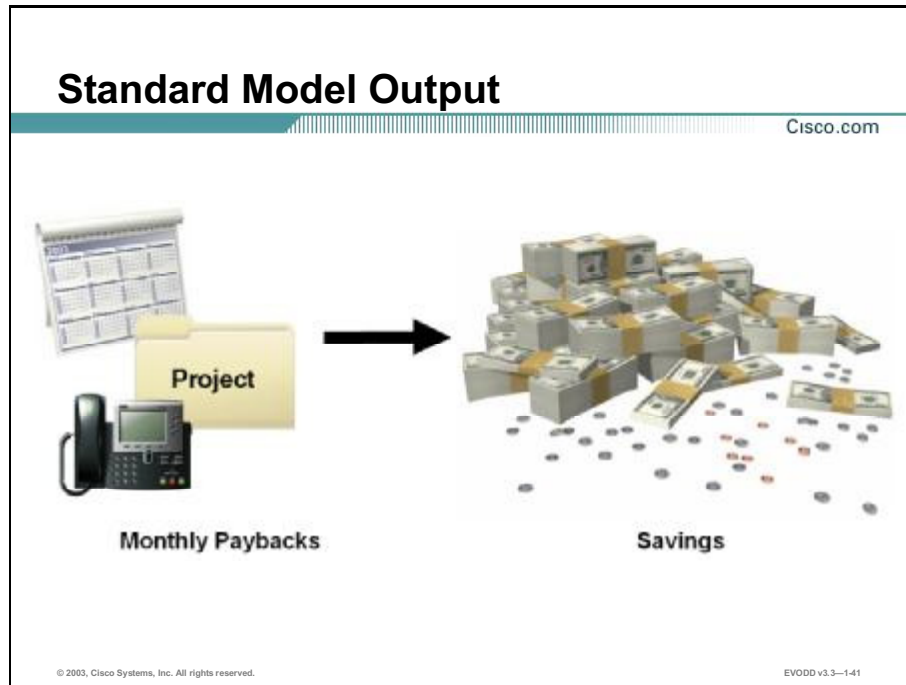 Standard Model Output
Cisco.com
2003
Project
Monthly Paybacks
Savings
© 2003, Cisco Systems, Inc. All rights reserved.
EVODD v3.3—1-41